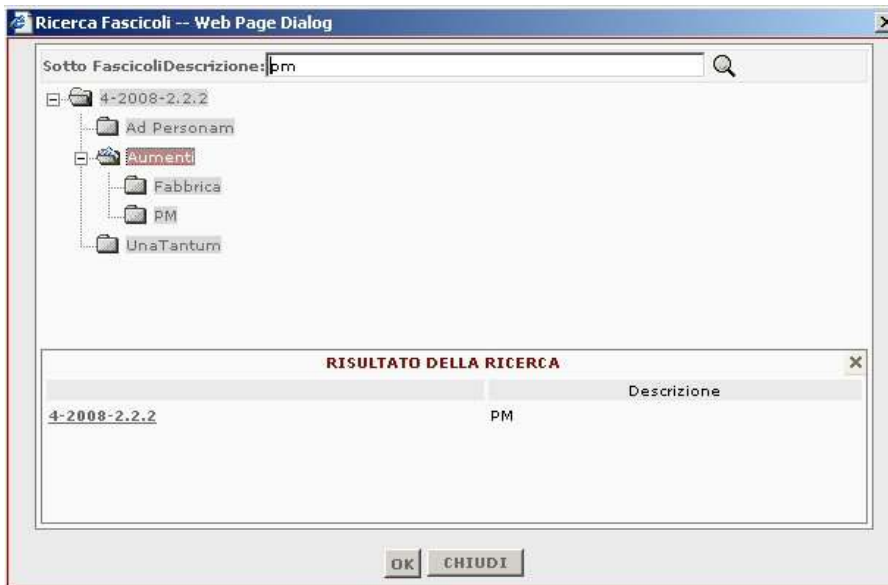 Ricerca Fascicoli -- Web Page Dialog
Sotto FascicoliDescrizione: pm
4-2008-2.2.2
Ad Personam
Aumenti
Fabbrica
PM
UnaTantum
RISULTATO DELLA RICERCA
Descrizione
4-2008-2.2.2 PM
OK CHIUDI